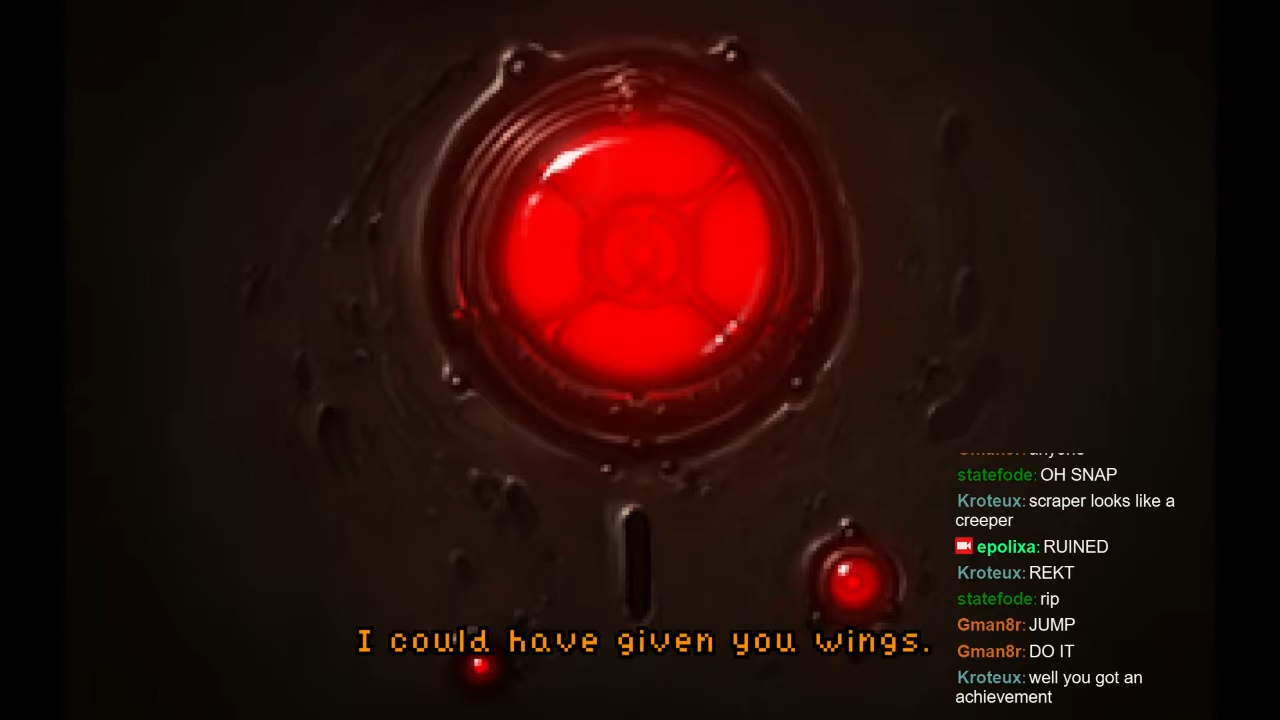 statefode: OH SNAP
Kroteux: scraper looks like a
creeper
epolixa: RUINED
Kroteux: REKT
statefode: rip
Gman8r: JUMP
I could have given you wings.
Gman8r: DO IT
Kroteux: well you got an
achievement